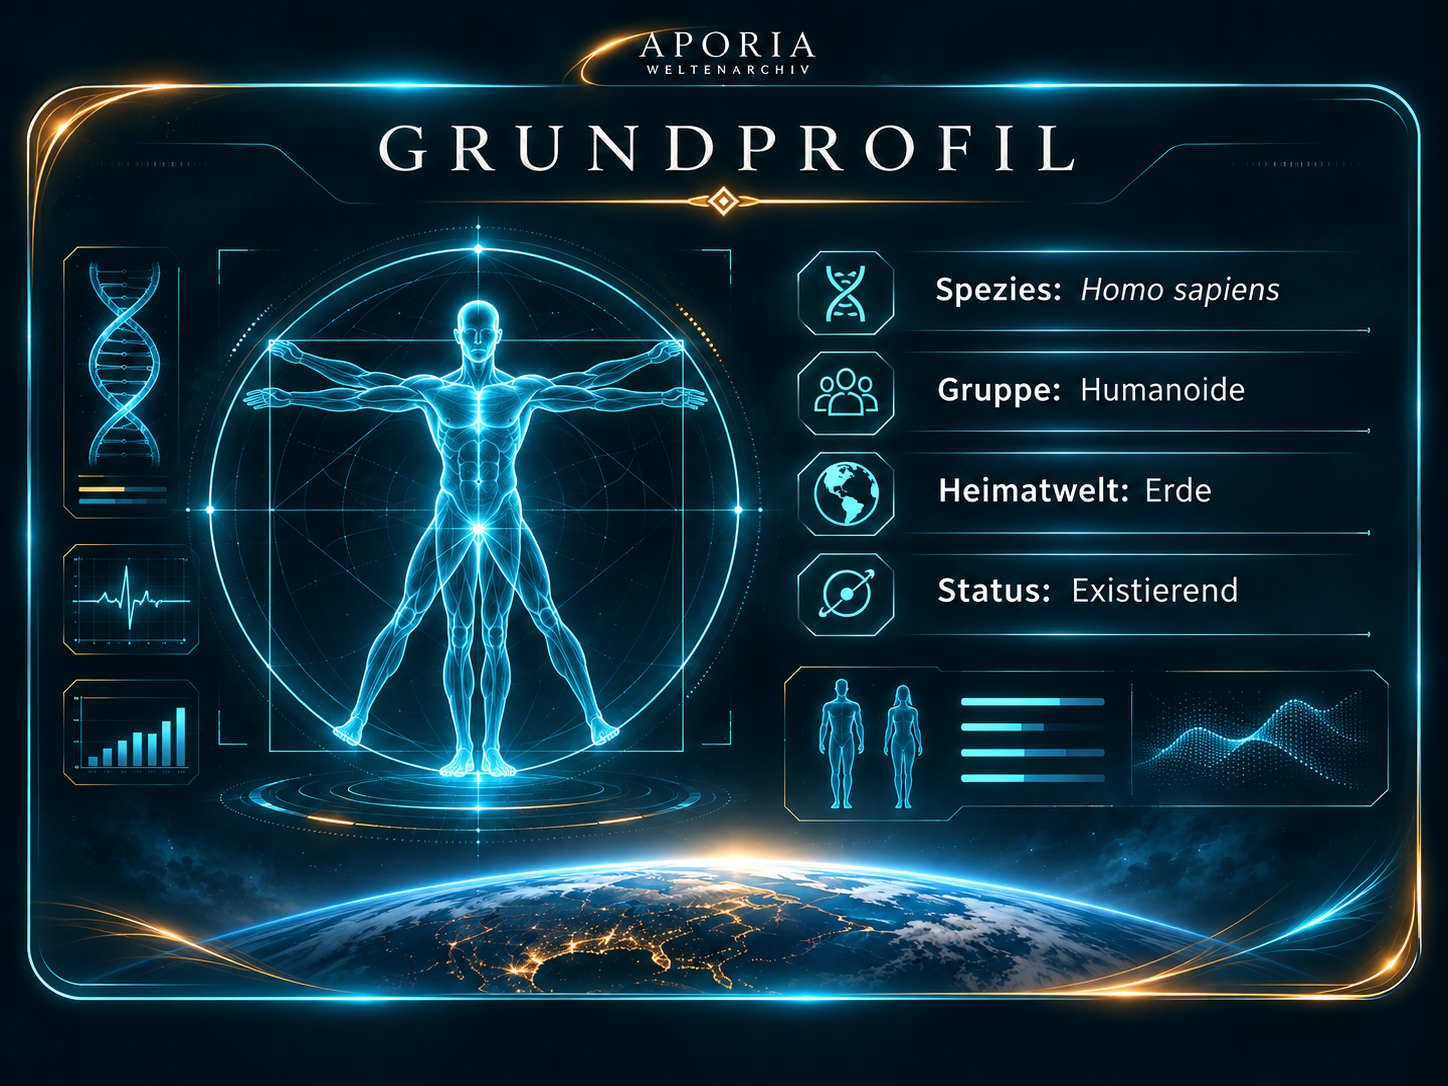 APORIA
WELTENARCHIV
GRUNDPROFIL
Spezies: Homo sapiens
Gruppe: Humanoide
Heimatwelt: Erde
Status: Existierend